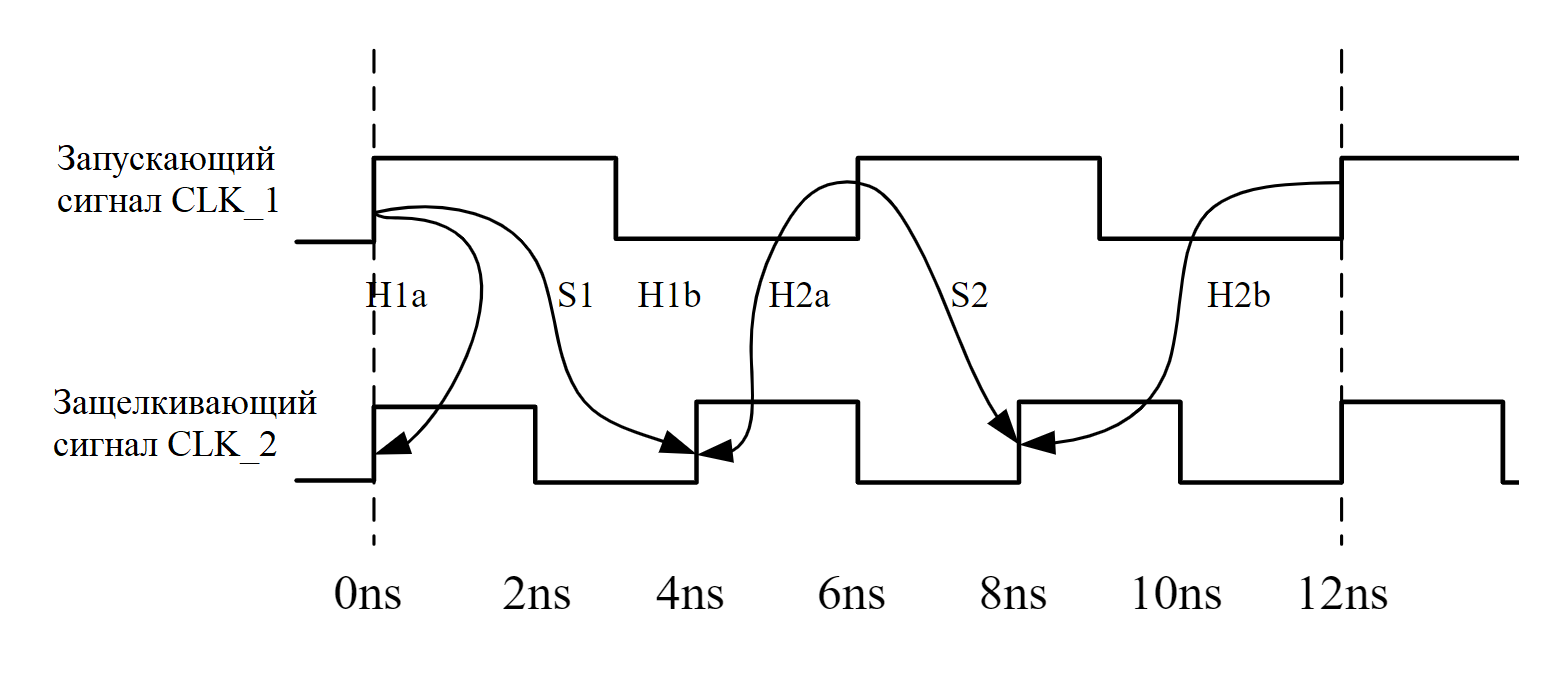 Запускающий
сигнал CLK_1
H1a
S1
H1b
H2a
S2
H2b
Защелкивающий
сигнал CLK_2
0ns
2ns
4ns
6ns
8ns
10ns
12ns